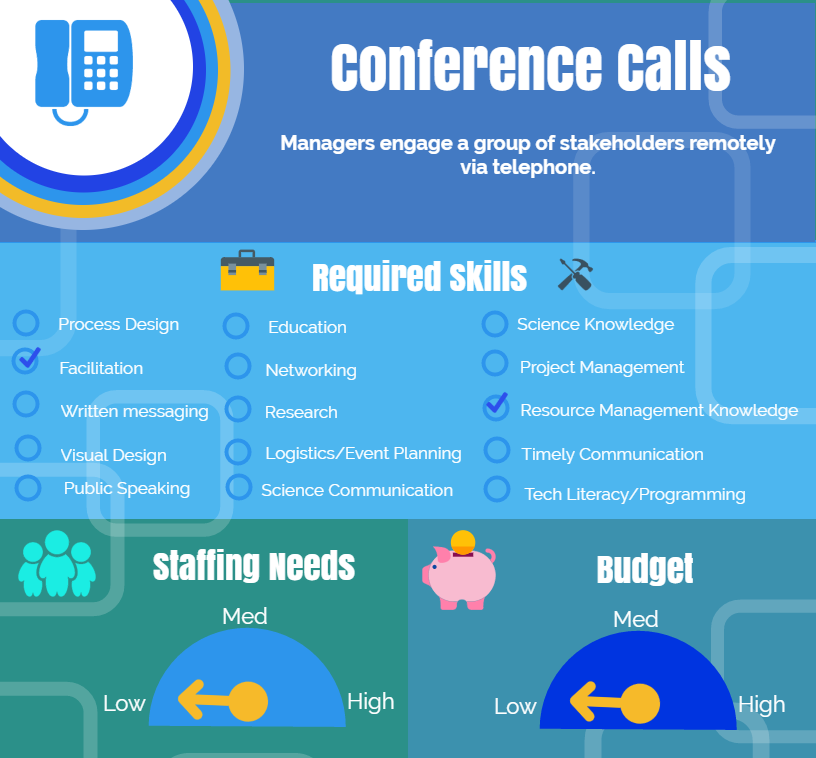 Conference Calls
Managers engage a group of stakeholders remotely
via telephone.
Required Skills
Process Design
Facilitation
Written messaging
Visual Design
Public Speaking
Education
Networking
Research
Logistics/Event Planning
Science Communication
Science Knowledge
Project Management
Resource Management Knowledge
Timely Communication
Tech Literacy/Programming
Staffing Needs
Med
Low
High
Budget
Med
Low
High